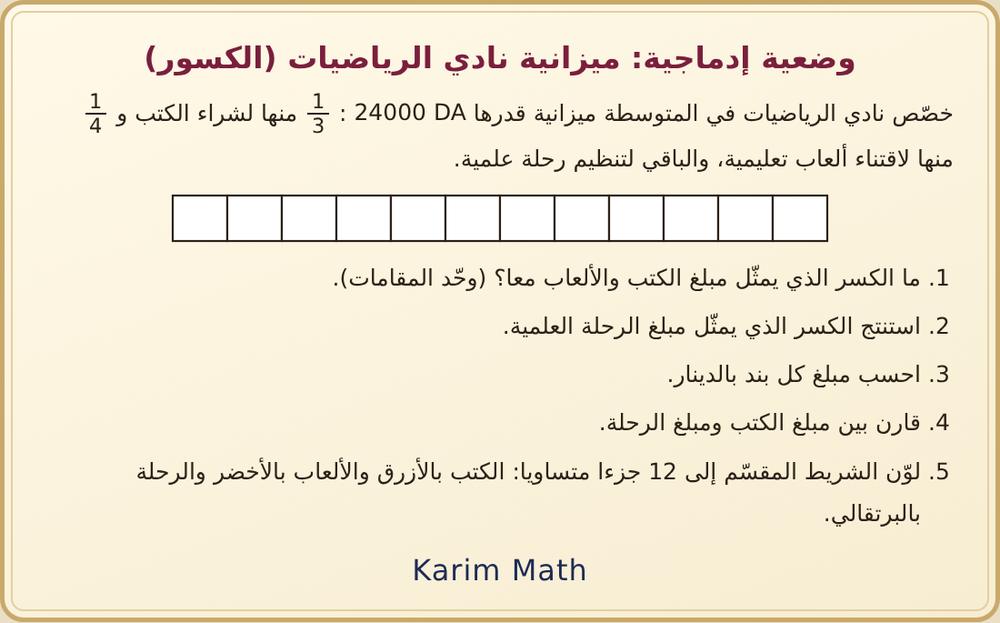 وضعية إدماجية: ميزانية نادي الرياضيات (الكسور)
خصّص نادي الرياضيات في المتوسطة ميزانية قدرها 24000 DA : 1/3 منها لشراء الكتب و 1/4
منها لاقتناء ألعاب تعليمية، والباقي لتنظيم رحلة علمية.
1. ما الكسر الذي يمثّل مبلغ الكتب والألعاب معا؟ (وحّد المقامات).
2. استنتج الكسر الذي يمثّل مبلغ الرحلة العلمية.
3. احسب مبلغ كل بند بالدينار.
4. قارن بين مبلغ الكتب ومبلغ الرحلة.
5. لوّن الشريط المقسّم إلى 12 جزءا متساويا: الكتب بالأزرق والألعاب بالأخضر والرحلة
بالبرتقالي.
Karim Math